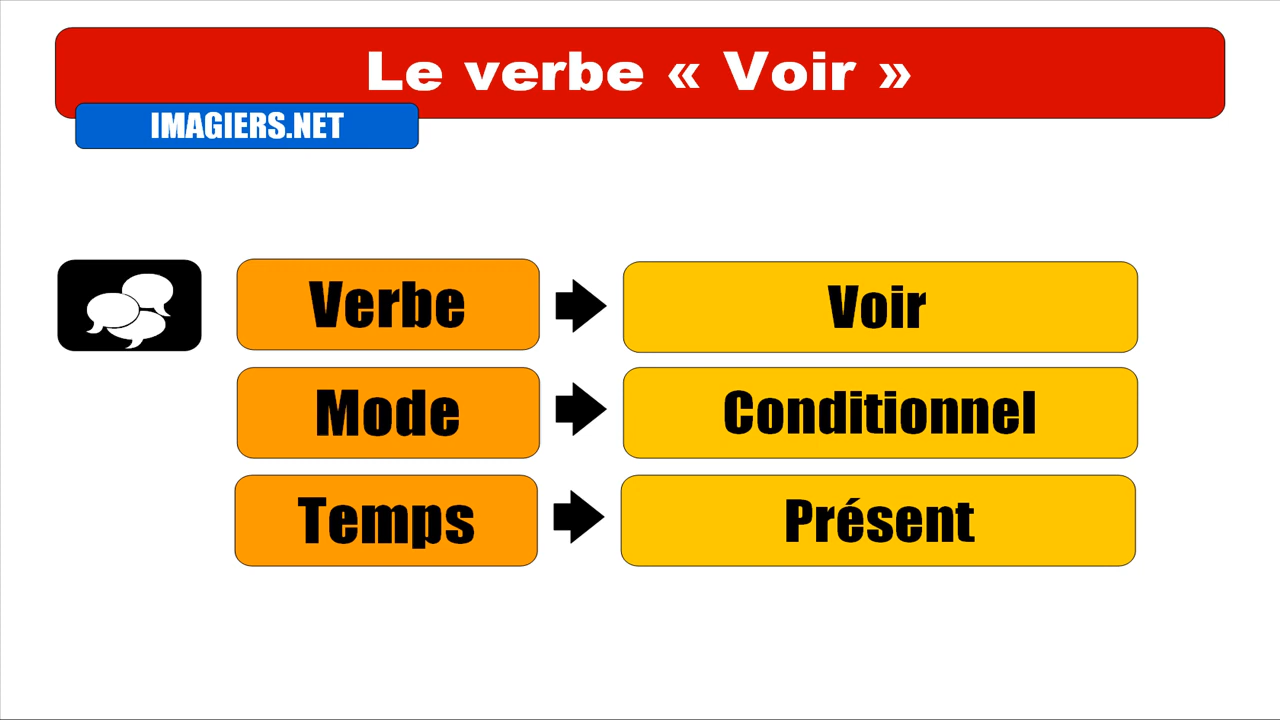 Le verbe « Voir »
IMAGIERS.NET
Verbe
Voir
Mode
Conditionnel
Temps
Présent